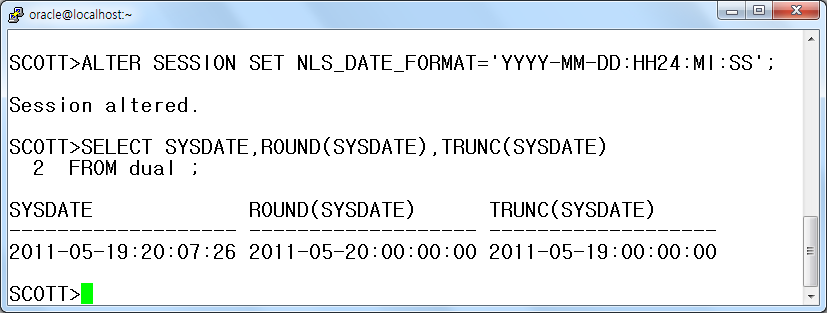 oracle@localhost:~
SCOTT>ALTER SESSION SET NLS_DATE_FORMAT='YYYY-MM-DD:HH24:MI:SS';
Session altered.
SCOTT>SELECT SYSDATE,ROUND(SYSDATE),TRUNC(SYSDATE)
  2  FROM dual ;
SYSDATE             ROUND(SYSDATE)      TRUNC(SYSDATE)
------------------- ------------------- -------------------
2011-05-19:20:07:26 2011-05-20:00:00:00 2011-05-19:00:00:00
SCOTT>